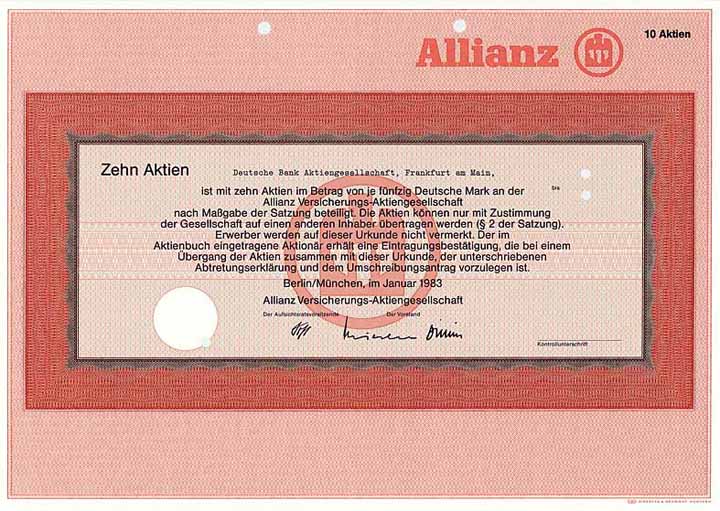 Allianz
10 Aktien
Zehn Aktien
Deutsche Bank Aktiengesellschaft, Frankfurt am Main,
ist mit zehn Aktien im Betrag von je fünfzig Deutsche Mark an der
Allianz Versicherungs-Aktiengesellschaft
nach Maßgabe der Satzung beteiligt. Die Aktien können nur mit Zustimmung
der Gesellschaft auf einen anderen Inhaber übertragen werden (§ 2 der Satzung).
Erwerber werden auf dieser Urkunde nicht vermerkt. Der im
Aktienbuch eingetragene Aktionär erhält eine Eintragungsbestätigung, die bei einem
Übergang der Aktien zusammen mit dieser Urkunde, der unterschriebenen
Abtretungserklärung und dem Umschreibungsantrag vorzulegen ist.
Berlin/München, im Januar 1983
Allianz Versicherungs-Aktiengesellschaft
Der Aufsichtsratsvorsitzende Der Vorstand
Kontrollunterschrift